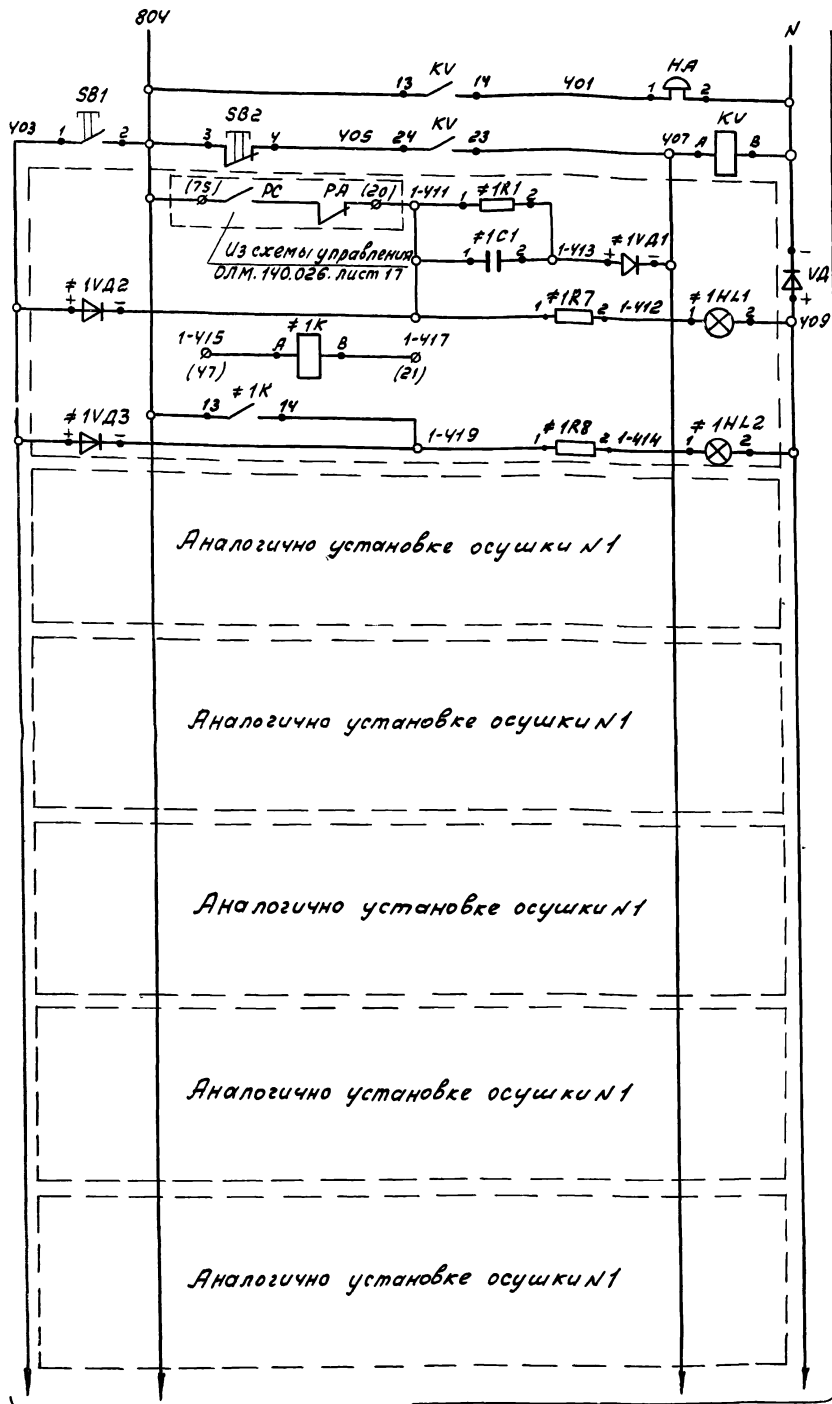 804 N
13 KV 14 401 1 HA 2
SB1 403 1 2
3 SB2 4 405 24 KV 23 407 A KV B
(75) РС РА (20) 1-411 1 ≠1R1 2
Из схемы управления
ОЛМ.140.026. лист 17
1 ≠1C1 2 1-413 + ≠1VД1 -
- VД +
≠1VД2 + - 1 ≠1R7 2 1-412 ≠1HL1 1 2 409
1-415 (47) A ≠1K B 1-417 (21)
13 ≠1K 14
≠1VД3 + - 1-419 1 ≠1R8 2 1-414 ≠1HL2 1 2
Аналогично установке осушки N1
Аналогично установке осушки N1
Аналогично установке осушки N1
Аналогично установке осушки N1
Аналогично установке осушки N1